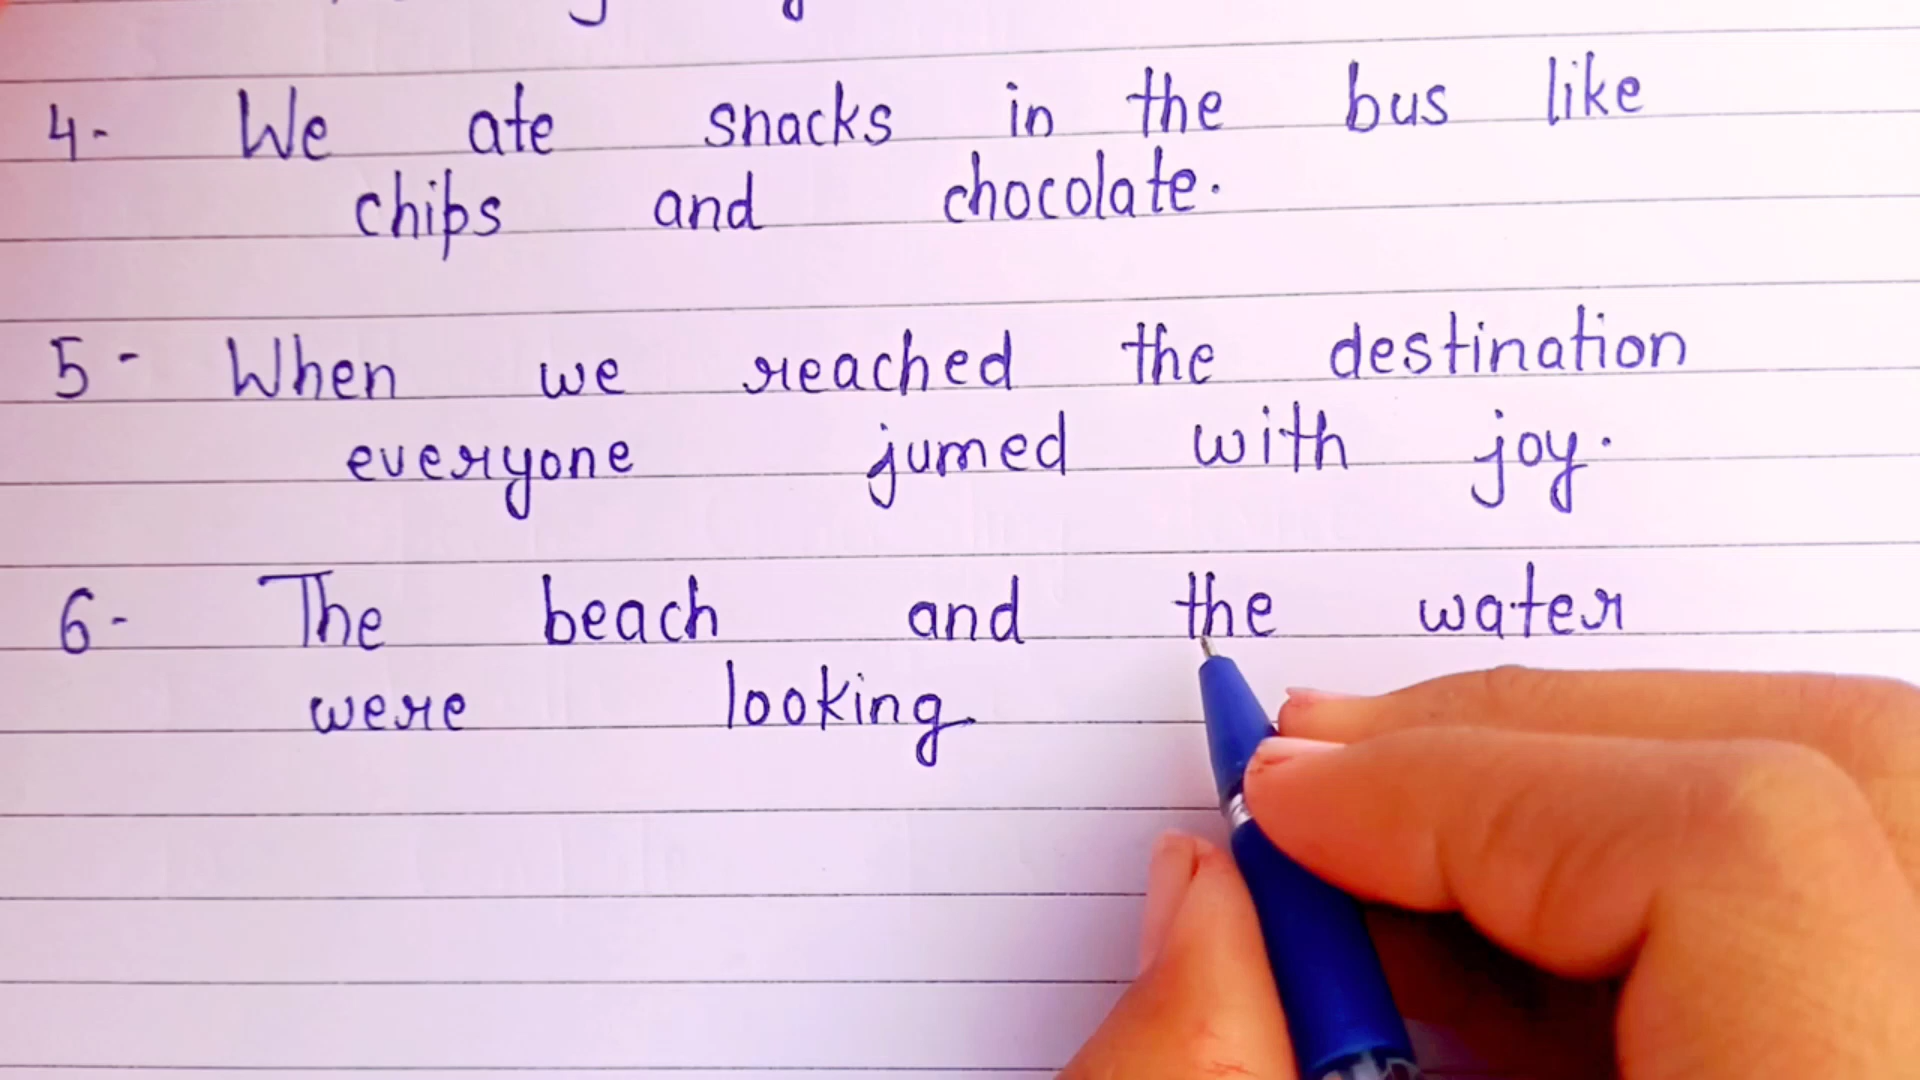 4- We ate snacks in the bus like
chips and chocolate.
5- When we reached the destination
everyone jumed with joy.
6- The beach and the water
were looking